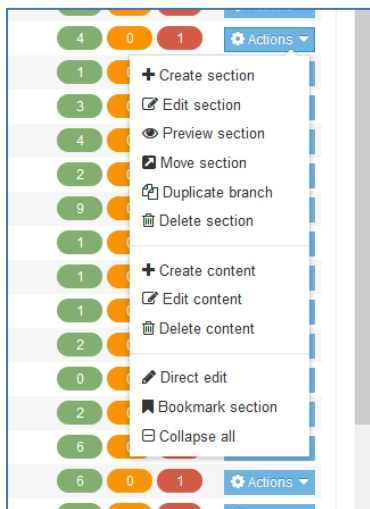 4 0 1 Actions
1 Create section
3 Edit section
4 Preview section
2 Move section
Duplicate branch
9 Delete section
1
1 Create content
1 Edit content
2 Delete content
0 Direct edit
2 Bookmark section
6 Collapse all
6 0 1 Actions